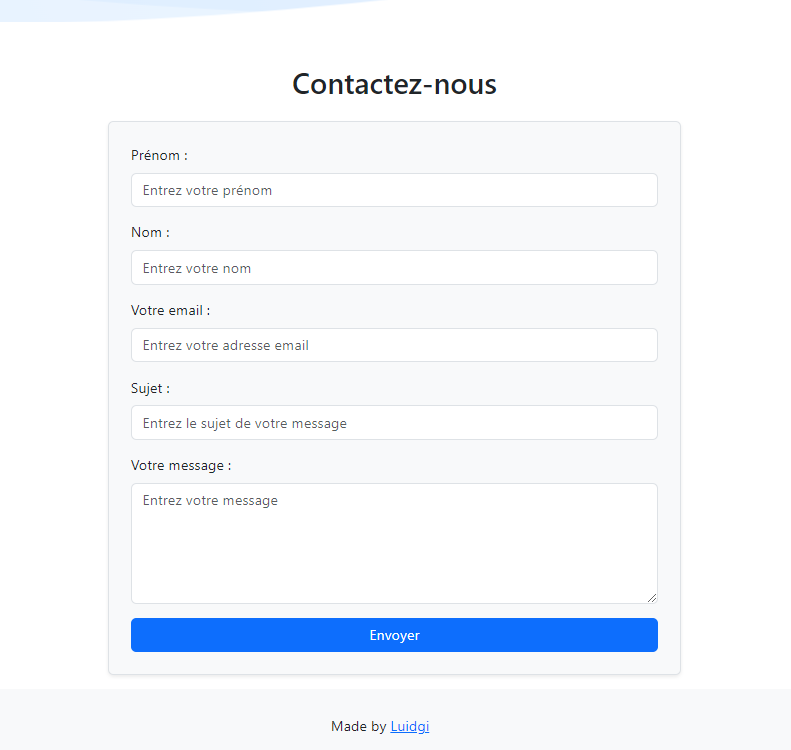 Contactez-nous
Prénom :
Entrez votre prénom
Nom :
Entrez votre nom
Votre email :
Entrez votre adresse email
Sujet :
Entrez le sujet de votre message
Votre message :
Entrez votre message
Envoyer
Made by Luidgi